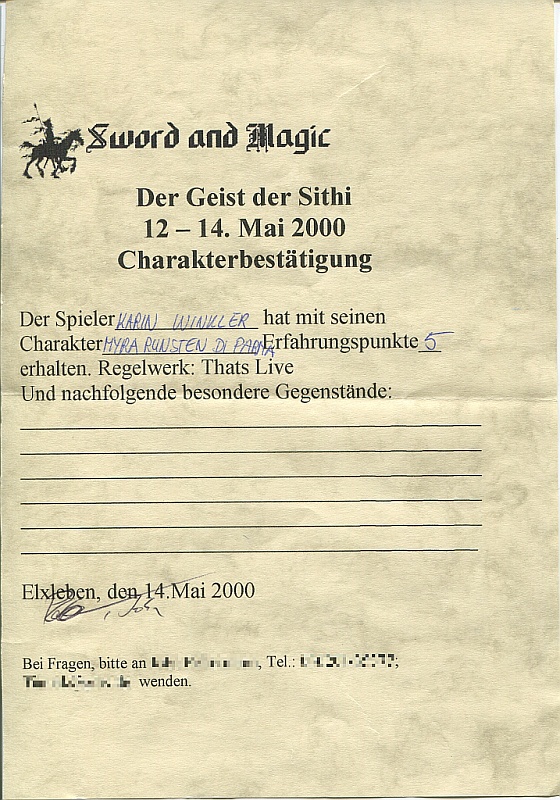 Sword and Magic
Der Geist der Sithi
12 – 14. Mai 2000
Charakterbestätigung
Der Spieler KARIN WINKLER hat mit seinen
Charakter MYRA RUNSTEN DI PARMA Erfahrungspunkte 5
erhalten. Regelwerk: Thats Live
Und nachfolgende besondere Gegenstände:
Elxleben, den 14.Mai 2000
Bei Fragen, bitte an , Tel.: ;
wenden.